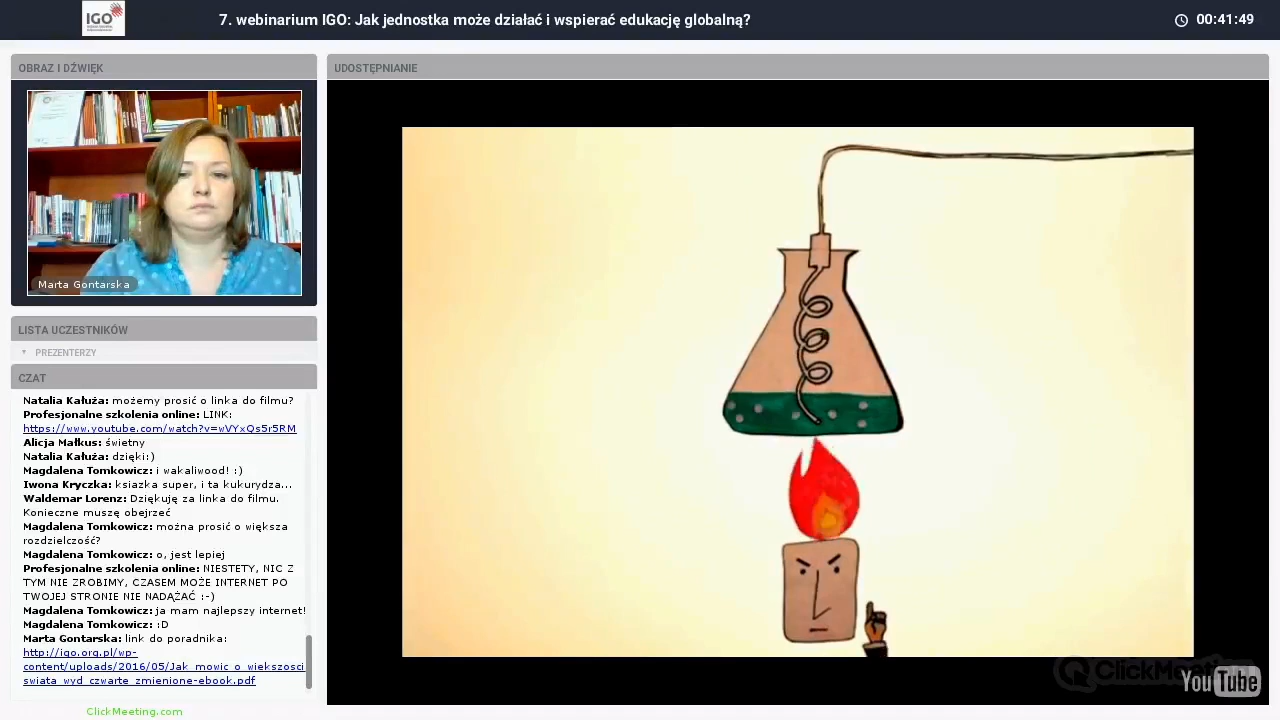 IGO
7. webinarium IGO: Jak jednostka może działać i wspierać edukację globalną?
00:41:49
OBRAZ I DŹWIĘK
Marta Gontarska
LISTA UCZESTNIKÓW
PREZENTERZY
CZAT
Natalia Kałuża: możemy prosić o linka do filmu?
Profesjonalne szkolenia online: LINK:
https://www.youtube.com/watch?v=wVYxQs5r5RM
Alicja Małkus: świetny
Natalia Kałuża: dzięki:)
Magdalena Tomkowicz: i wakaliwood! :)
Iwona Kryczka: ksiazka super, i ta kukurydza...
Waldemar Lorenz: Dziękuję za linka do filmu.
Konieczne muszę obejrzeć
Magdalena Tomkowicz: można prosić o większa
rozdzielczość?
Magdalena Tomkowicz: o, jest lepiej
Profesjonalne szkolenia online: NIESTETY, NIC Z
TYM NIE ZROBIMY, CZASEM MOŻE INTERNET PO
TWOJEJ STRONIE NIE NADĄŻAĆ :-)
Magdalena Tomkowicz: ja mam najlepszy internet!
Magdalena Tomkowicz: :D
Marta Gontarska: link do poradnika:
http://igo.org.pl/wp-
content/uploads/2016/05/Jak_mowic_o_wiekszosci
swiata_wyd_czwarte_zmienione-ebook.pdf
ClickMeeting.com
UDOSTĘPNIANIE
ClickMeeting
YouTube